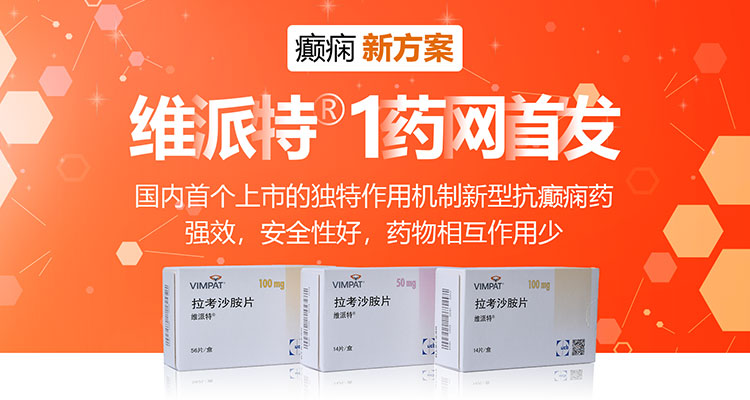 癫痫 新方案
维派特® 1药网首发
国内首个上市的独特作用机制新型抗癫痫药
强效，安全性好，药物相互作用少
VIMPAT® 100 mg
拉考沙胺片
维派特®
56片/盒
ucb
VIMPAT® 50 mg
拉考沙胺片
维派特®
14片/盒
ucb
VIMPAT® 100 mg
拉考沙胺片
维派特®
14片/盒
ucb